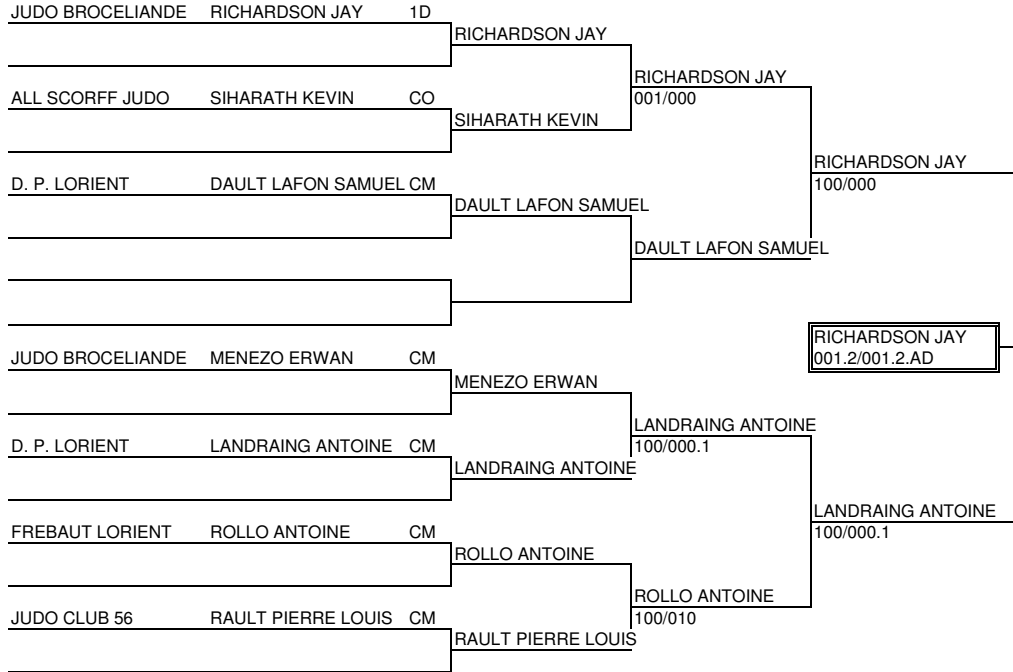 JUDO BROCELIANDE RICHARDSON JAY 1D
RICHARDSON JAY
RICHARDSON JAY
001/000
ALL SCORFF JUDO SIHARATH KEVIN CO
SIHARATH KEVIN
RICHARDSON JAY
100/000
D. P. LORIENT DAULT LAFON SAMUEL CM
DAULT LAFON SAMUEL
DAULT LAFON SAMUEL
RICHARDSON JAY
001.2/001.2.AD
JUDO BROCELIANDE MENEZO ERWAN CM
MENEZO ERWAN
LANDRAING ANTOINE
100/000.1
D. P. LORIENT LANDRAING ANTOINE CM
LANDRAING ANTOINE
LANDRAING ANTOINE
100/000.1
FREBAUT LORIENT ROLLO ANTOINE CM
ROLLO ANTOINE
ROLLO ANTOINE
100/010
JUDO CLUB 56 RAULT PIERRE LOUIS CM
RAULT PIERRE LOUIS